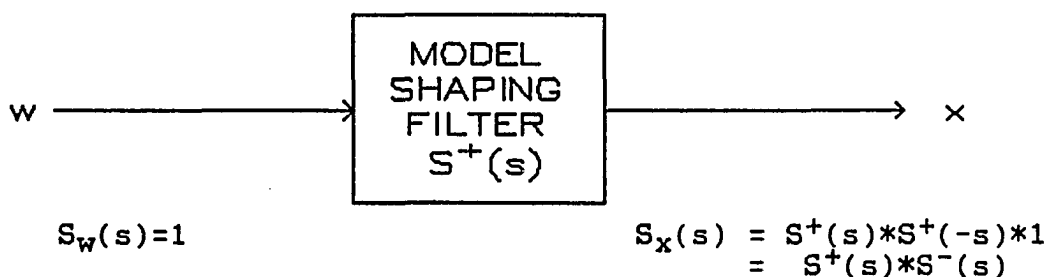 MODEL
SHAPING
FILTER
S⁺(s)
w
x
S_w(s)=1
S_x(s) = S⁺(s)*S⁺(-s)*1
= S⁺(s)*S⁻(s)